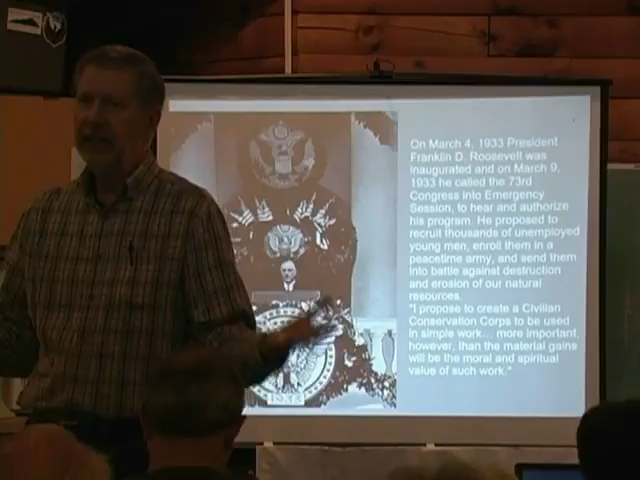 On March 4, 1933 President
Franklin D. Roosevelt was
inaugurated and on March 9,
1933 he called the 73rd
Congress into Emergency
Session, to hear and authorize
his program. He proposed to
recruit thousands of unemployed
young men, enroll them in a
peacetime army, and send them
into battle against destruction
and erosion of our natural
resources.
"I propose to create a Civilian
Conservation Corps to be used
in simple work... more important,
however, than the material gains
will be the moral and spiritual
value of such work."